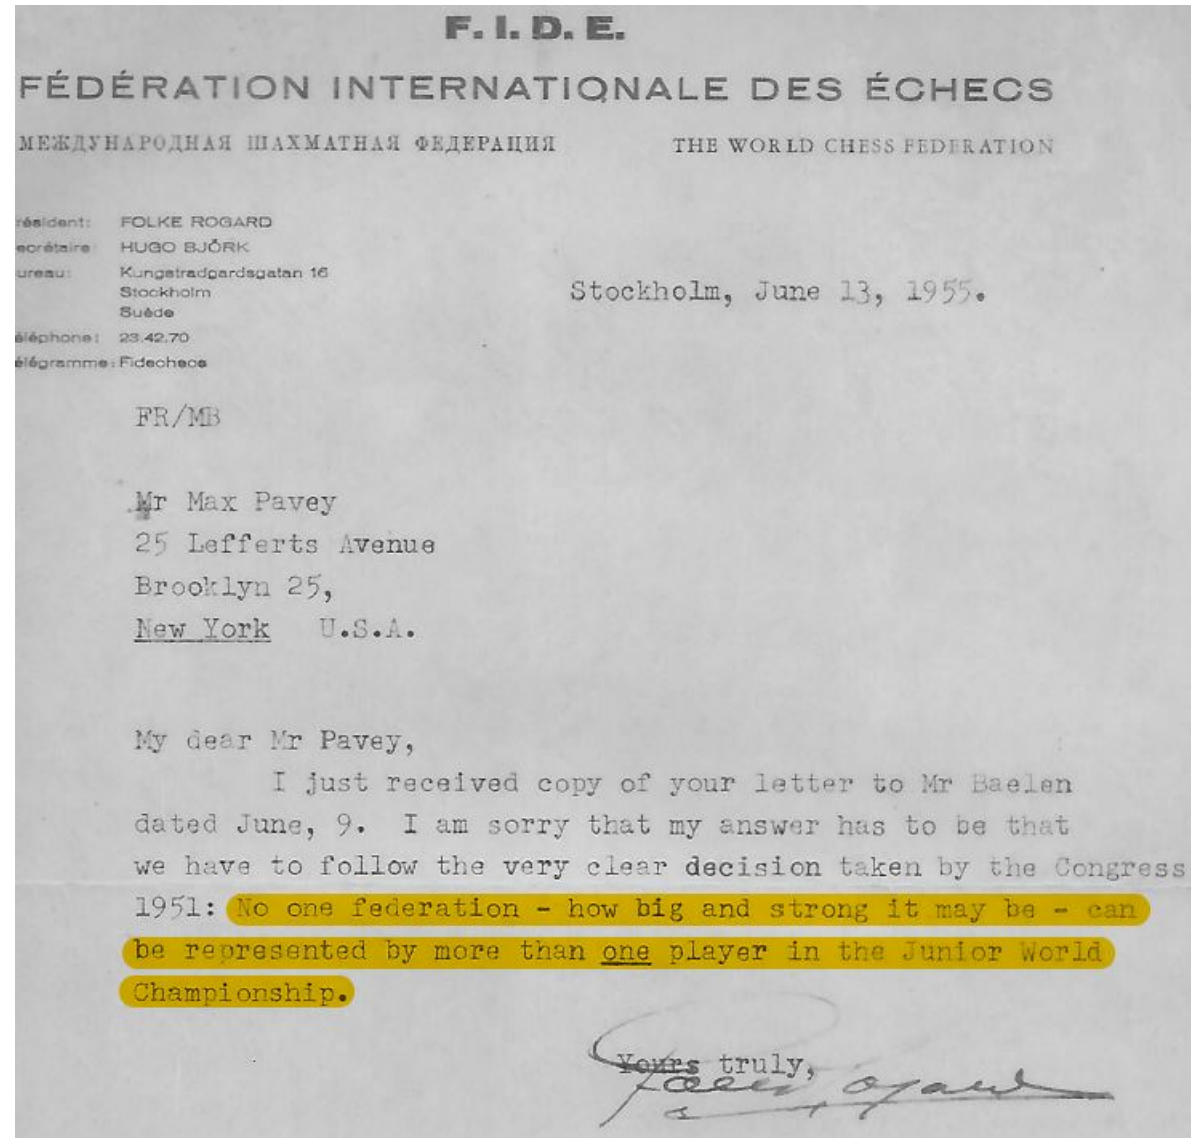 F. I. D. E.
FÉDÉRATION INTERNATIONALE DES ÉCHECS
МЕЖДУНАРОДНАЯ ШАХМАТНАЯ ФЕДЕРАЦИЯ
THE WORLD CHESS FEDERATION
résident: FOLKE ROGARD
ecrétaire: HUGO BJÖRK
ureau: Kungstradgardsgatan 16
Stockholm
Suède
éléphone: 23.42.70
élégramme: Fidechecs
Stockholm, June 13, 1955.
FR/MB
Mr Max Pavey
25 Lefferts Avenue
Brooklyn 25,
New York U.S.A.
My dear Mr Pavey,
I just received copy of your letter to Mr Baelen
dated June, 9. I am sorry that my answer has to be that
we have to follow the very clear decision taken by the Congress
1951: No one federation - how big and strong it may be - can
be represented by more than one player in the Junior World
Championship.
Yours truly,